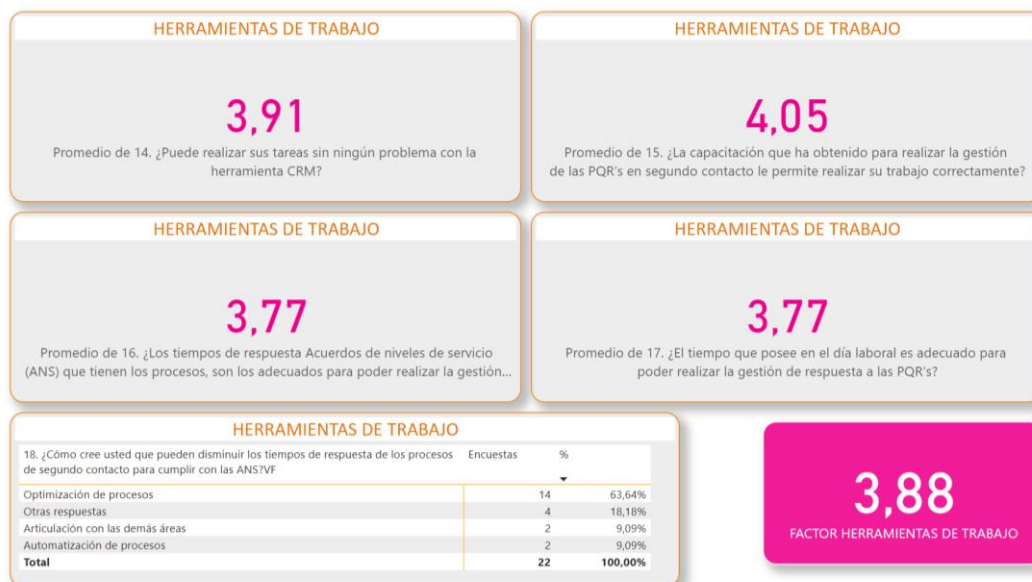 HERRAMIENTAS DE TRABAJO
3,91
Promedio de 14. ¿Puede realizar sus tareas sin ningún problema con la
herramienta CRM?
HERRAMIENTAS DE TRABAJO
4,05
Promedio de 15. ¿La capacitación que ha obtenido para realizar la gestión
de las PQR's en segundo contacto le permite realizar su trabajo correctamente?
HERRAMIENTAS DE TRABAJO
3,77
Promedio de 16. ¿Los tiempos de respuesta Acuerdos de niveles de servicio
(ANS) que tienen los procesos, son los adecuados para poder realizar la gestión...
HERRAMIENTAS DE TRABAJO
3,77
Promedio de 17. ¿El tiempo que posee en el día laboral es adecuado para
poder realizar la gestión de respuesta a las PQR's?
HERRAMIENTAS DE TRABAJO
18. ¿Cómo cree usted que pueden disminuir los tiempos de respuesta de los procesos Encuestas %
de segundo contacto para cumplir con las ANS?VF
Optimización de procesos 14 63,64%
Otras respuestas 4 18,18%
Articulación con las demás áreas 2 9,09%
Automatización de procesos 2 9,09%
Total 22 100,00%
3,88
FACTOR HERRAMIENTAS DE TRABAJO